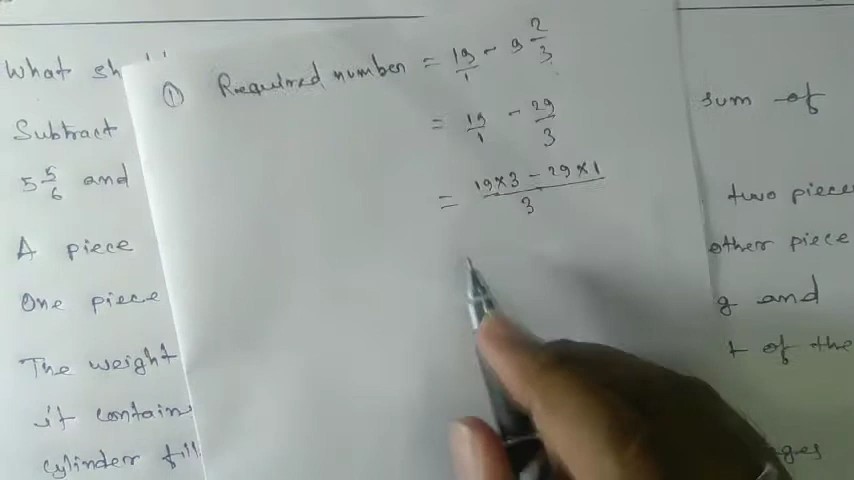 What sh
Subtract
5 5/6 and
A piece
One piece
The weight
it contain
cylinder fill
① Required number = 19/1 - 9 2/3
= 19/1 - 29/3
= 19×3 - 29×1 / 3
sum of
two piece
other piece
g and
t of the
ges